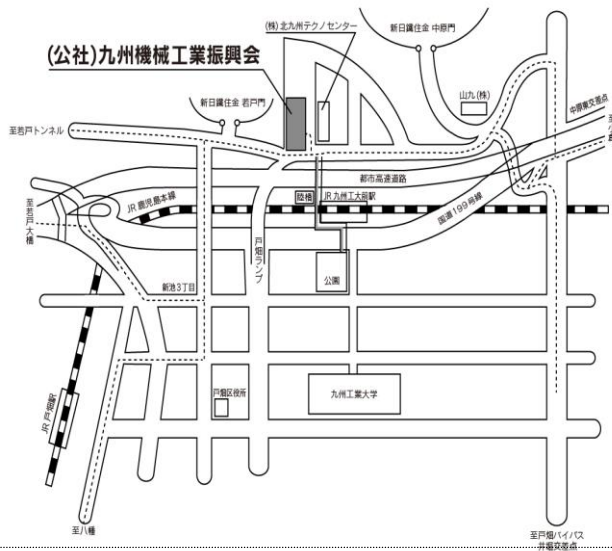 (株)北九州テクノセンター
新日鐵住金 中原門
(公社)九州機械工業振興会
新日鐵住金 若戸門
山九(株)
中原東交差点
至若戸トンネル
都市高速道路
陸橋
JR 九州工大前駅
JR 鹿児島本線
至若戸大橋
国道199号線
戸畑ランプ
公園
新池3丁目
九州工業大学
戸畑区役所
JR 戸畑駅
至八幡
至戸畑バイパス
井堀交差点